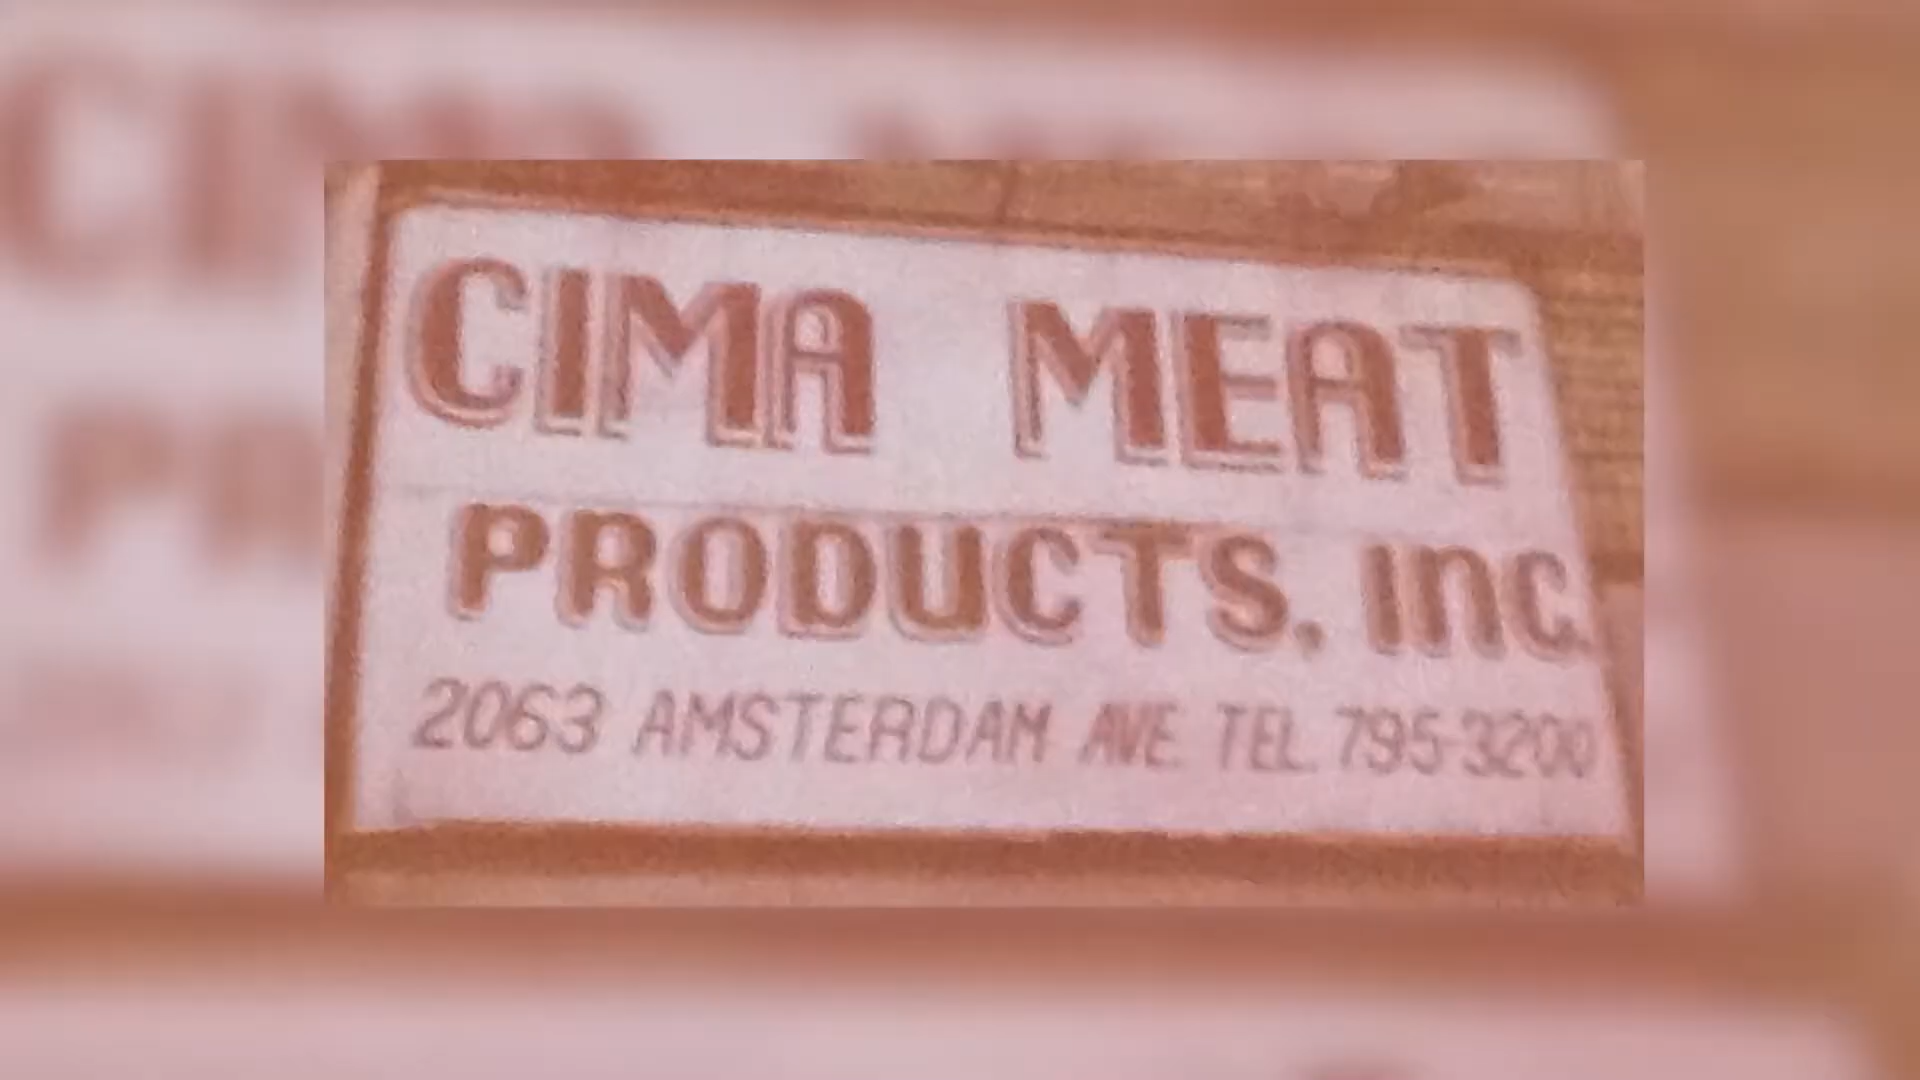 CIMA MEAT
PRODUCTS, Inc.
2063 AMSTERDAM AVE. TEL. 795-3200